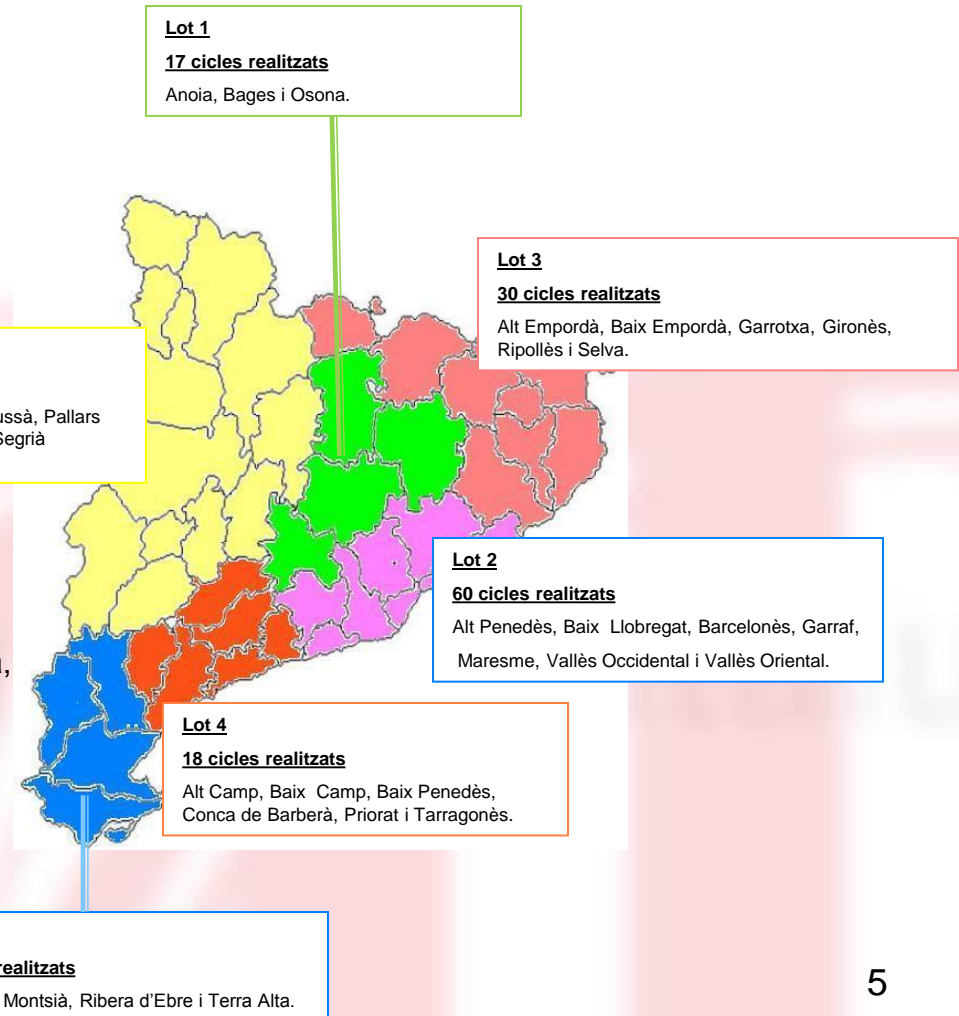 Lot 1
17 cicles realitzats
Anoia, Bages i Osona.
Lot 3
30 cicles realitzats
Alt Empordà, Baix Empordà, Garrotxa, Gironès,
Ripollès i Selva.
Pallars
Segrià
Lot 2
60 cicles realitzats
Alt Penedès, Baix Llobregat, Barcelonès, Garraf,
Maresme, Vallès Occidental i Vallès Oriental.
Lot 4
18 cicles realitzats
Alt Camp, Baix Camp, Baix Penedès,
Conca de Barberà, Priorat i Tarragonès.
realitzats
Montsià, Ribera d'Ebre i Terra Alta.
5